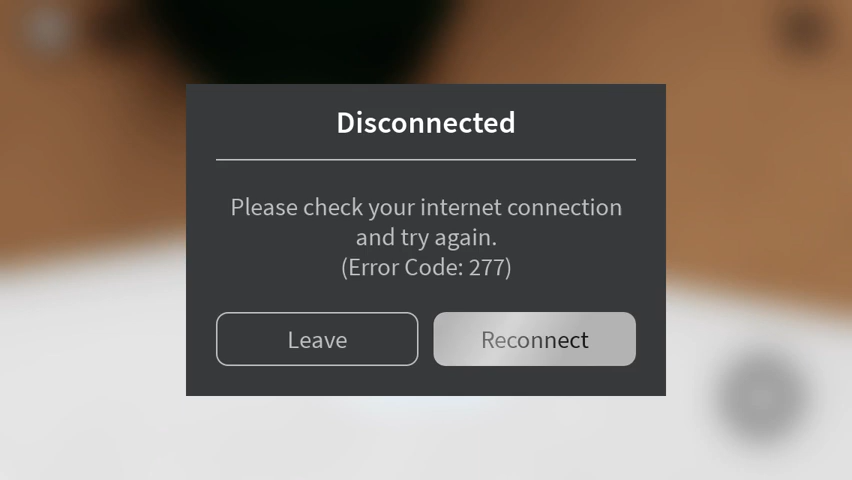 Disconnected
Please check your internet connection
and try again.
(Error Code: 277)
Leave
Reconnect